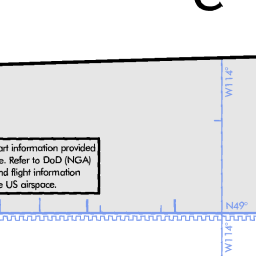 W114°
art information provided
e. Refer to DoD (NGA)
nd flight information
e US airspace.
N49°
W114°